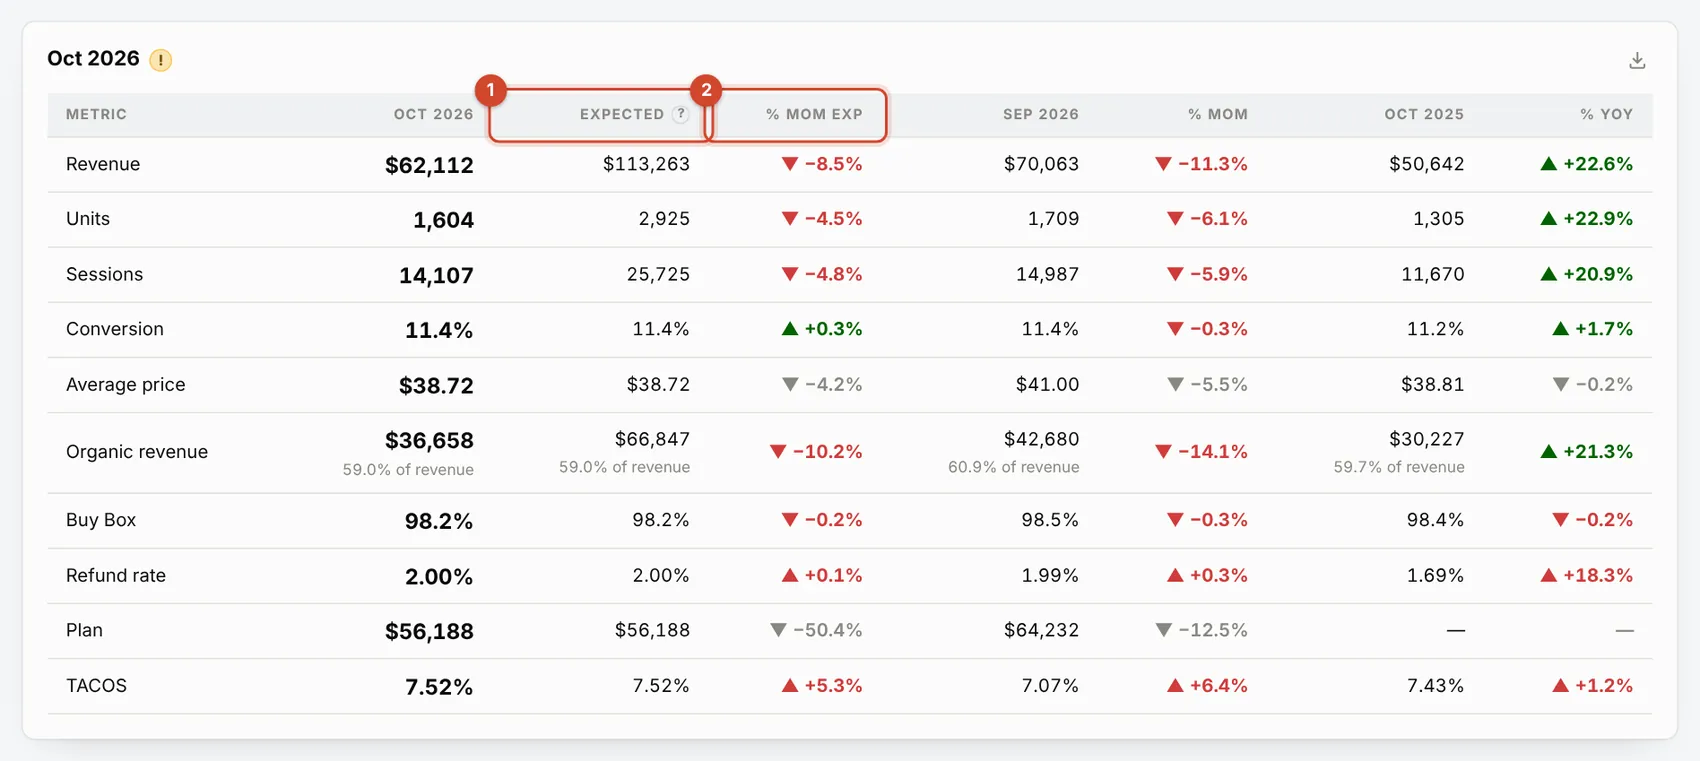 Oct 2026 !
1 2
METRIC OCT 2026 EXPECTED ? % MOM EXP SEP 2026 % MOM OCT 2025 % YOY
Revenue $62,112 $113,263 ▼ −8.5% $70,063 ▼ −11.3% $50,642 ▲ +22.6%
Units 1,604 2,925 ▼ −4.5% 1,709 ▼ −6.1% 1,305 ▲ +22.9%
Sessions 14,107 25,725 ▼ −4.8% 14,987 ▼ −5.9% 11,670 ▲ +20.9%
Conversion 11.4% 11.4% ▲ +0.3% 11.4% ▼ −0.3% 11.2% ▲ +1.7%
Average price $38.72 $38.72 ▼ −4.2% $41.00 ▼ −5.5% $38.81 ▼ −0.2%
Organic revenue $36,658 $66,847 ▼ −10.2% $42,680 ▼ −14.1% $30,227 ▲ +21.3%
59.0% of revenue 59.0% of revenue 60.9% of revenue 59.7% of revenue
Buy Box 98.2% 98.2% ▼ −0.2% 98.5% ▼ −0.3% 98.4% ▼ −0.2%
Refund rate 2.00% 2.00% ▲ +0.1% 1.99% ▲ +0.3% 1.69% ▲ +18.3%
Plan $56,188 $56,188 ▼ −50.4% $64,232 ▼ −12.5% — —
TACOS 7.52% 7.52% ▲ +5.3% 7.07% ▲ +6.4% 7.43% ▲ +1.2%